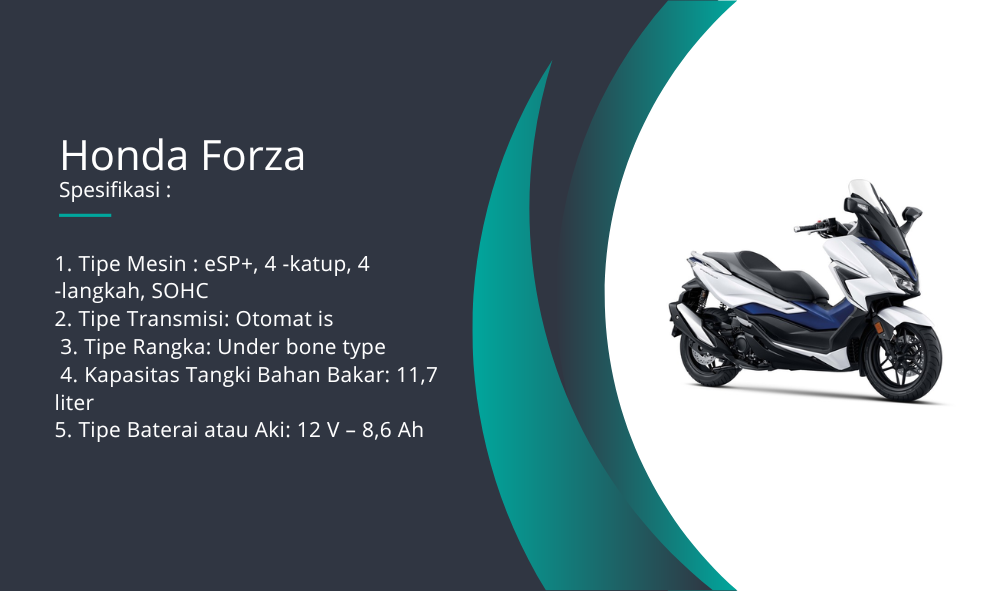 Honda Forza
Spesifikasi :
1. Tipe Mesin : eSP+, 4 -katup, 4
-langkah, SOHC
2. Tipe Transmisi: Otomat is
3. Tipe Rangka: Under bone type
4. Kapasitas Tangki Bahan Bakar: 11,7
liter
5. Tipe Baterai atau Aki: 12 V – 8,6 Ah